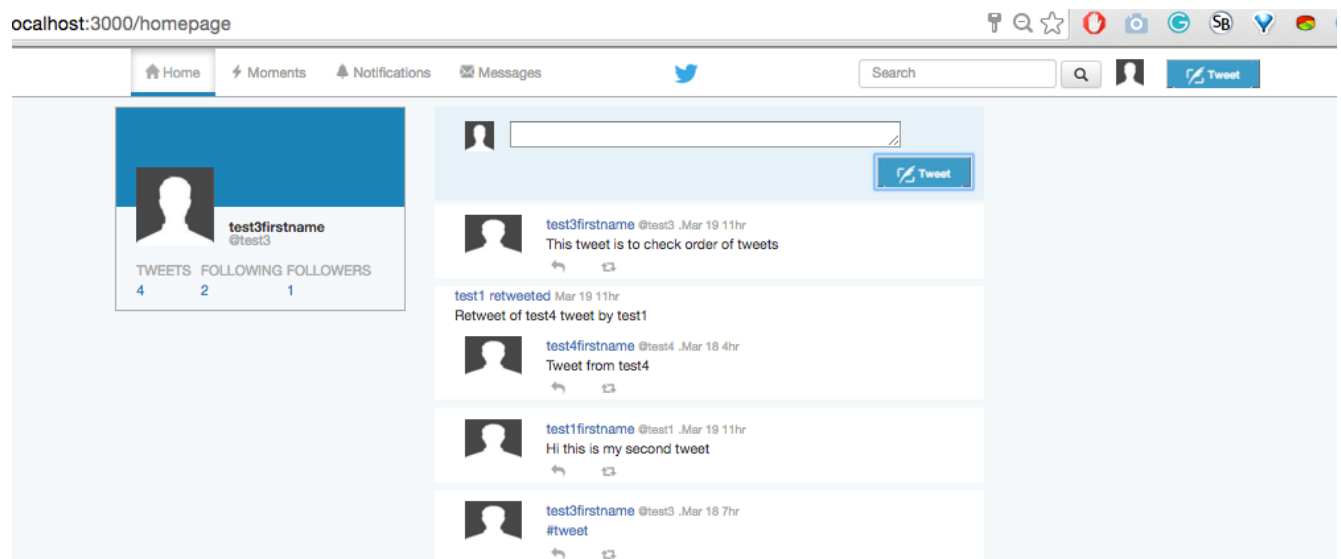 ocalhost:3000/homepage
SB
Home Moments Notifications Messages Search Tweet
Tweet
test3firstname
@test3
TWEETS FOLLOWING FOLLOWERS
4 2 1
test3firstname @test3 .Mar 19 11hr
This tweet is to check order of tweets
test1 retweeted Mar 19 11hr
Retweet of test4 tweet by test1
test4firstname @test4 .Mar 18 4hr
Tweet from test4
test1firstname @test1 .Mar 19 11hr
Hi this is my second tweet
test3firstname @test3 .Mar 18 7hr
#tweet